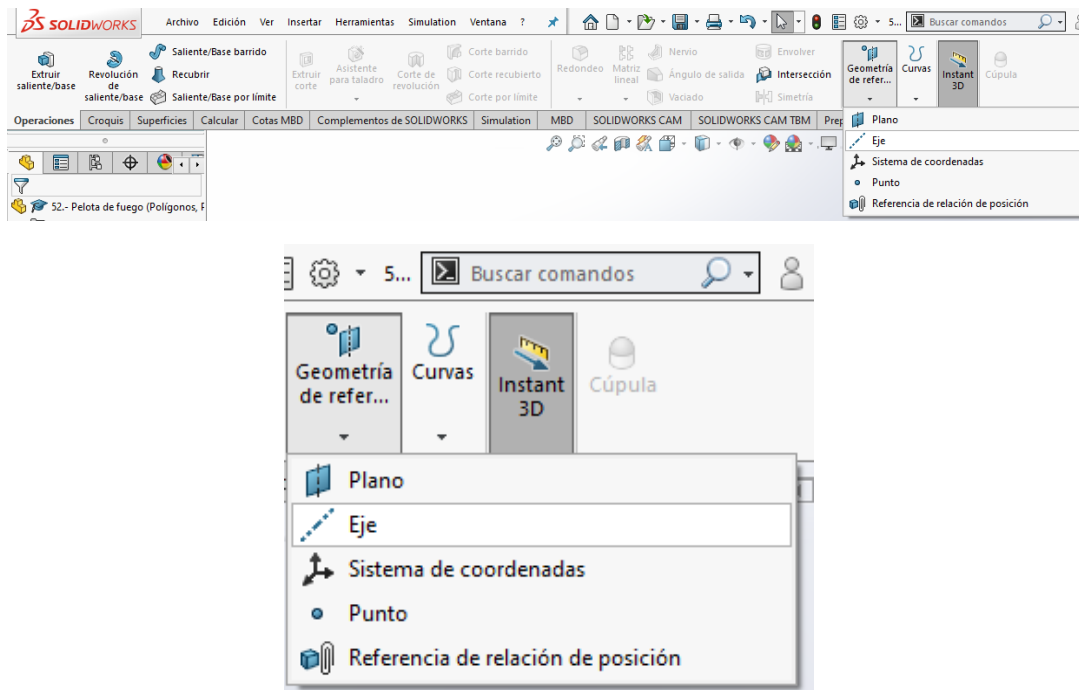 SOLIDWORKS Archivo Edición Ver Insertar Herramientas Simulation Ventana ? 5... Buscar comandos
Extruir saliente/base
Revolución de saliente/base
Saliente/Base barrido
Recubrir
Saliente/Base por límite
Extruir corte
Asistente para taladro
Corte de revolución
Corte barrido
Corte recubierto
Corte por límite
Redondeo
Matriz lineal
Nervio
Ángulo de salida
Vaciado
Envolver
Intersección
Simetría
Geometría de refer...
Curvas
Instant 3D
Cúpula
Operaciones Croquis Superficies Calcular Cotas MBD Complementos de SOLIDWORKS Simulation MBD SOLIDWORKS CAM SOLIDWORKS CAM TBM Prep
Plano
Eje
Sistema de coordenadas
Punto
Referencia de relación de posición
52.- Pelota de fuego (Polígonos, F
5... Buscar comandos
Geometría de refer...
Curvas
Instant 3D
Cúpula
Plano
Eje
Sistema de coordenadas
Punto
Referencia de relación de posición